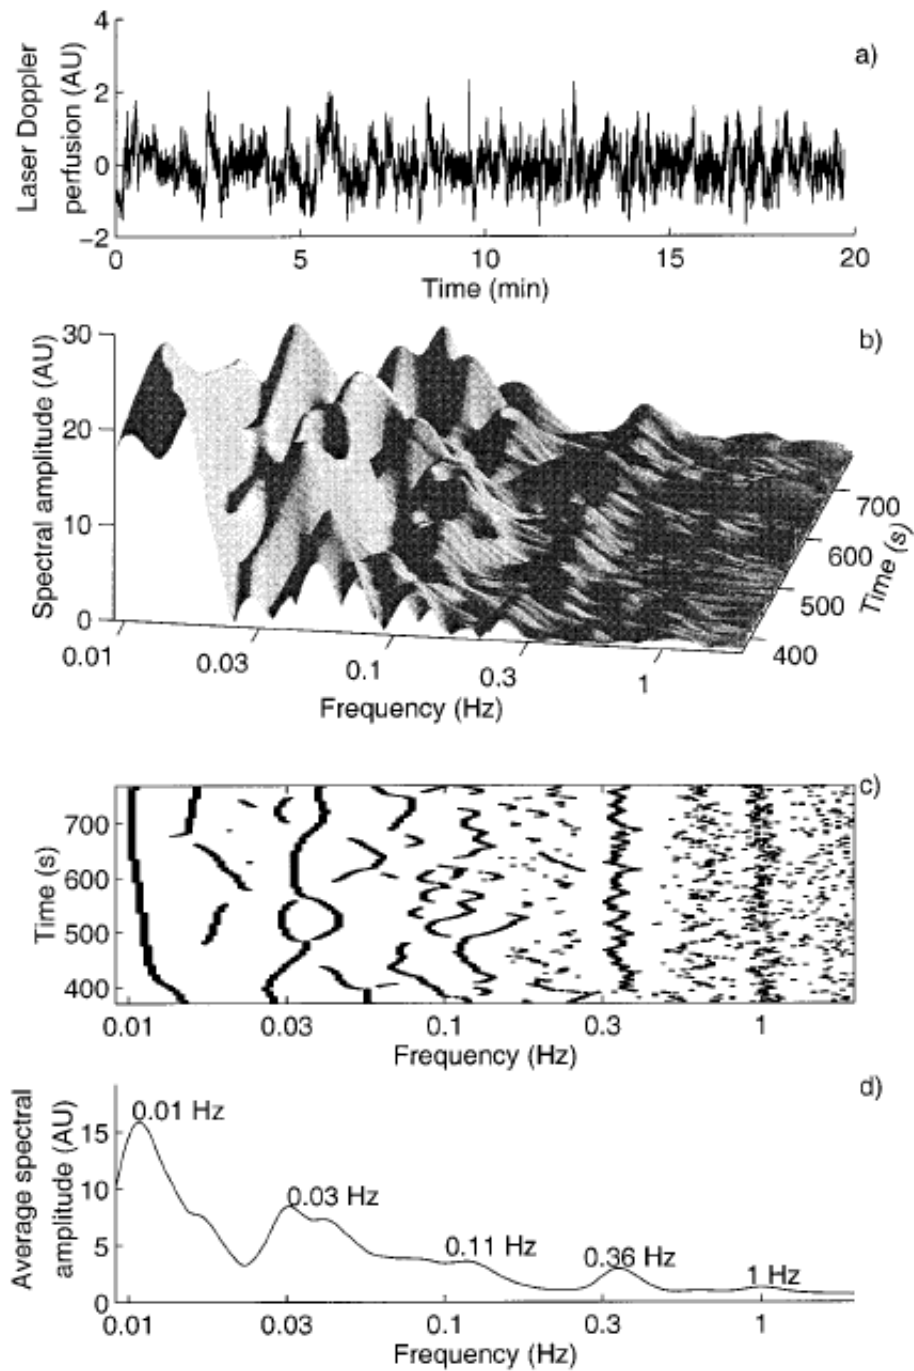 4
a)
Laser Doppler
perfusion (AU)
2
0
−2
0 5 10 15 20
Time (min)
30
b)
Spectral amplitude (AU)
20
10
0
700
600
500
400
Time (s)
0.01
0.03
0.1
0.3
1
Frequency (Hz)
c)
Time (s)
700
600
500
400
0.01 0.03 0.1 0.3 1
Frequency (Hz)
d)
Average spectral
amplitude (AU)
15
10
5
0
0.01 Hz
0.03 Hz
0.11 Hz
0.36 Hz
1 Hz
0.01 0.03 0.1 0.3 1
Frequency (Hz)